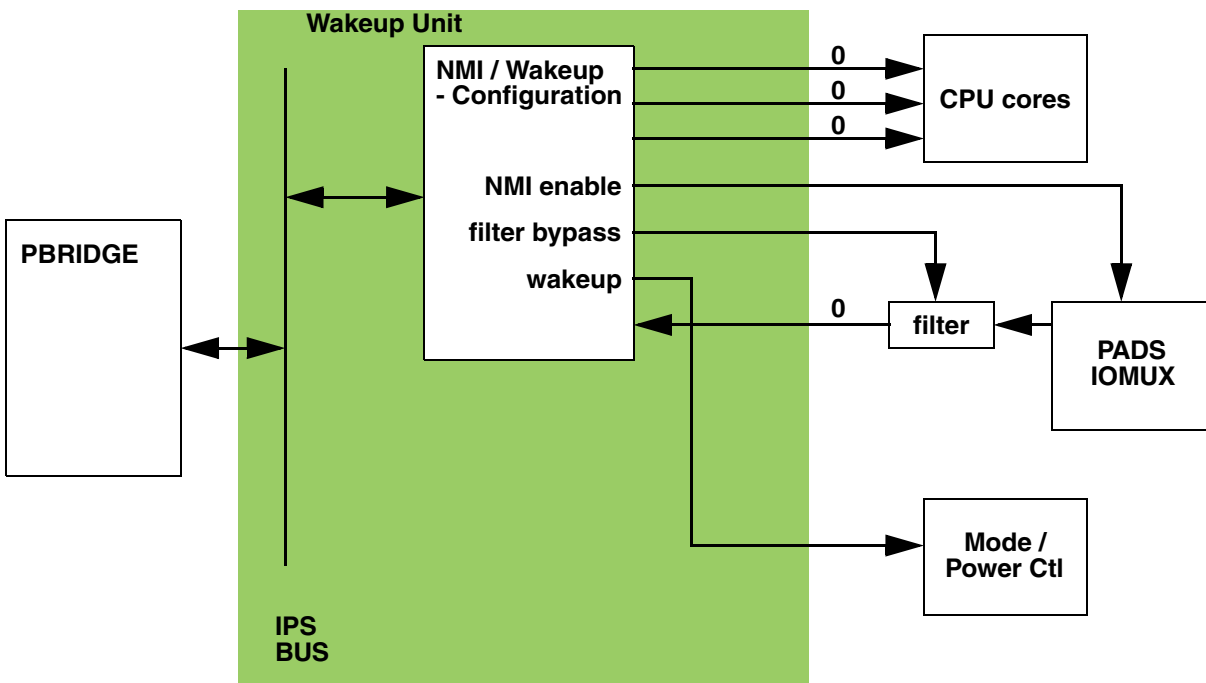 Wakeup Unit
NMI / Wakeup
- Configuration
0
0
0
CPU cores
NMI enable
filter bypass
wakeup
PBRIDGE
0
filter
PADS
IOMUX
Mode /
Power Ctl
IPS
BUS